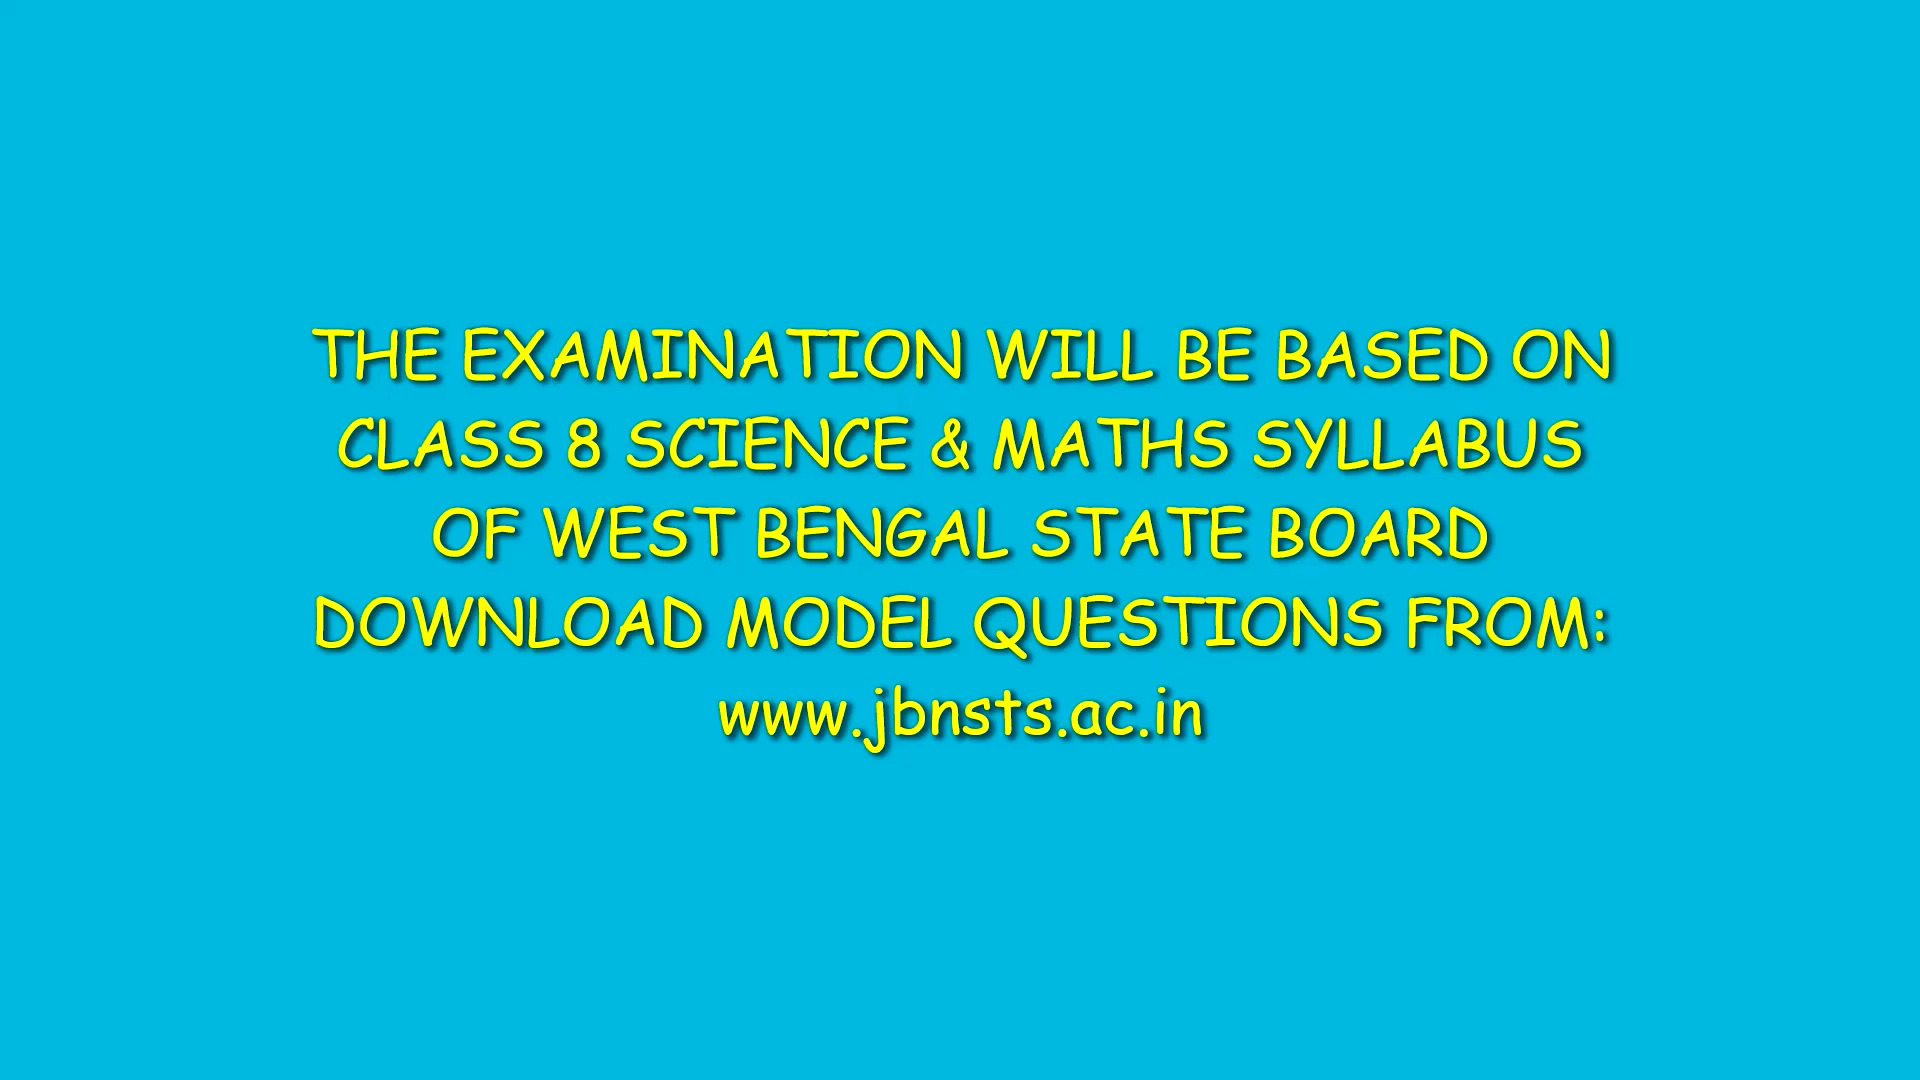 THE EXAMINATION WILL BE BASED ON
CLASS 8 SCIENCE & MATHS SYLLABUS
OF WEST BENGAL STATE BOARD
DOWNLOAD MODEL QUESTIONS FROM:
www.jbnsts.ac.in